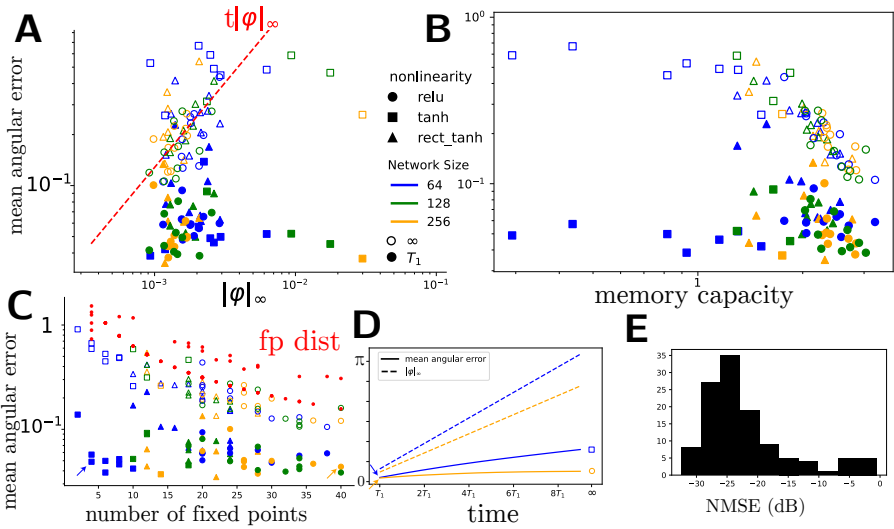 A
t|φ|∞
mean angular error
10⁻¹
10⁻³
10⁻²
10⁻¹
|φ|∞
nonlinearity
relu
tanh
rect_tanh
Network Size
64
128
256
∞
T₁
B
10⁰
10⁻¹
1
memory capacity
C
fp dist
mean angular error
1
10⁻¹
5
10
15
20
25
30
35
40
number of fixed points
D
π
mean angular error
|φ|∞
T₁
2T₁
4T₁
6T₁
8T₁
∞
time
E
35
30
25
20
15
10
5
0
−30
−25
−20
−15
−10
−5
0
NMSE (dB)